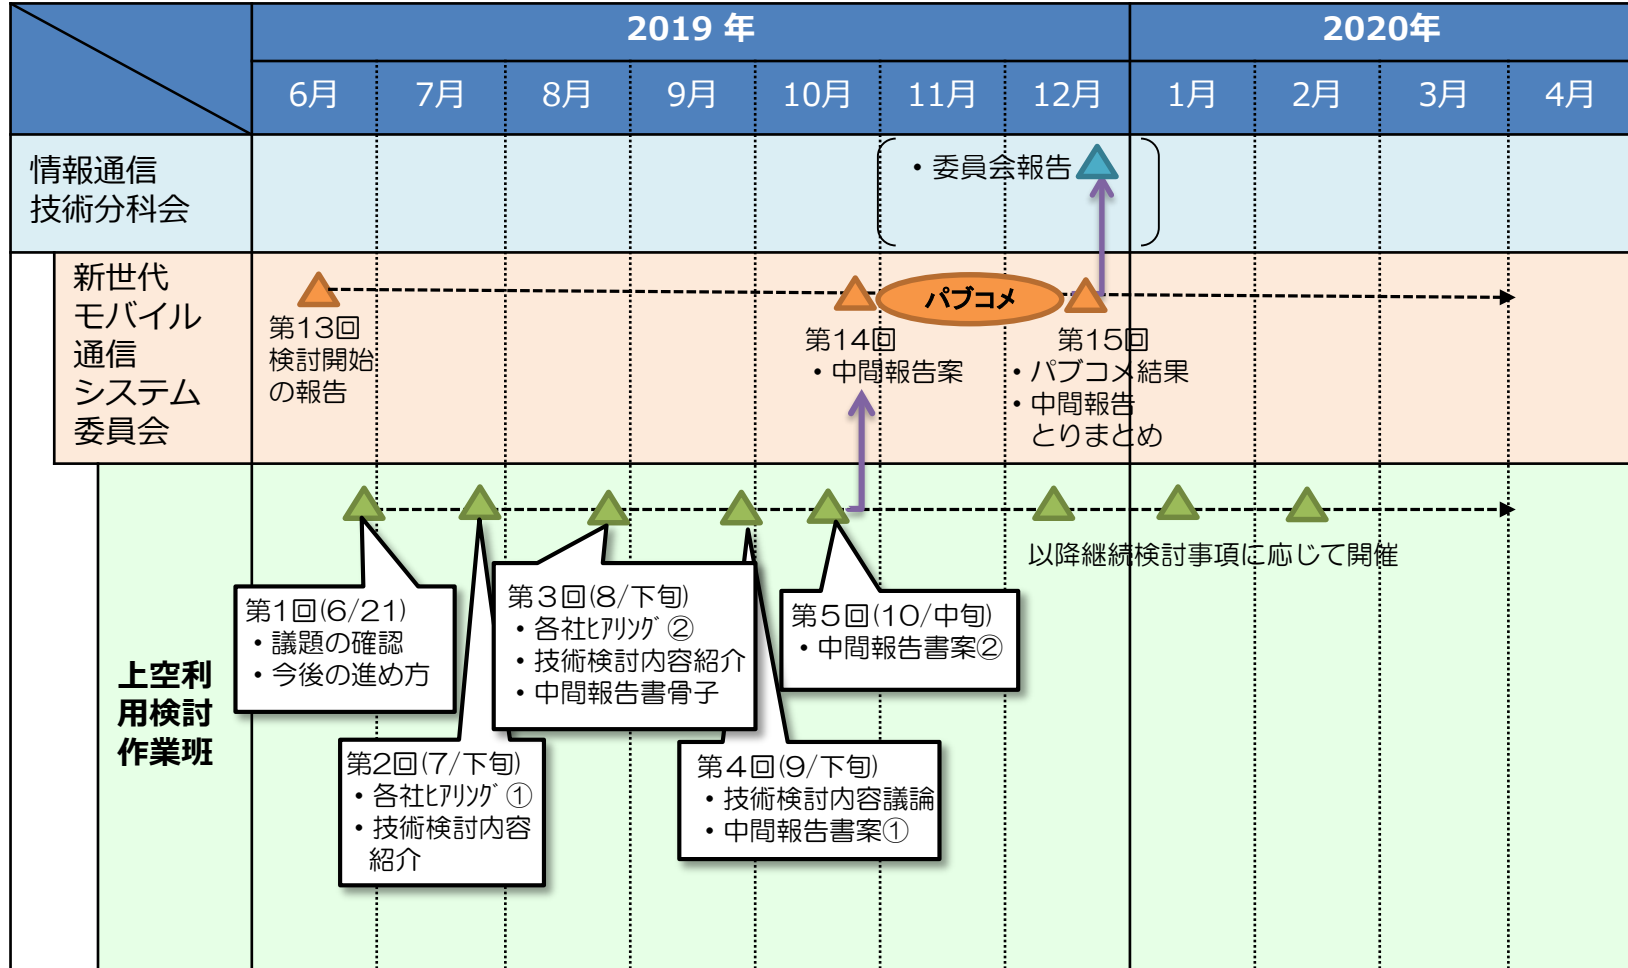 2019 年
2020年
6月
7月
8月
9月
10月
11月
12月
1月
2月
3月
4月
情報通信
技術分科会
・委員会報告
新世代
モバイル
通信
システム
委員会
第13回
検討開始
の報告
第14回
・中間報告案
パブコメ
第15回
・パブコメ結果
・中間報告
とりまとめ
上空利
用検討
作業班
以降継続検討事項に応じて開催
第1回(6/21)
・議題の確認
・今後の進め方
第2回(7/下旬)
・各社ﾋｱﾘﾝｸﾞ①
・技術検討内容
紹介
第3回(8/下旬)
・各社ﾋｱﾘﾝｸﾞ②
・技術検討内容紹介
・中間報告書骨子
第4回(9/下旬)
・技術検討内容議論
・中間報告書案①
第5回(10/中旬)
・中間報告書案②